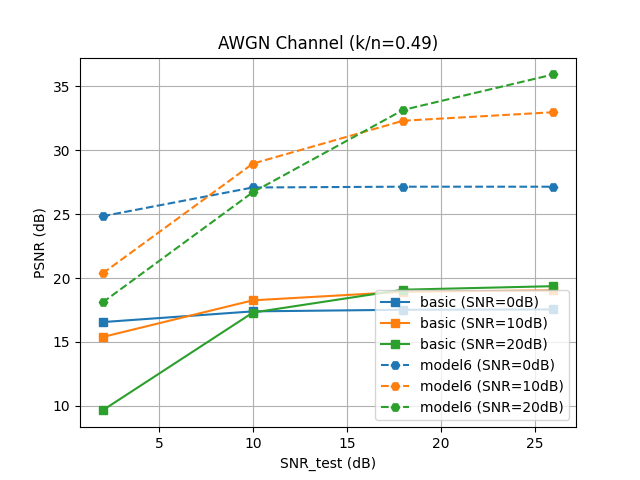 AWGN Channel (k/n=0.49)
PSNR (dB)
35
30
25
20
15
10
basic (SNR=0dB)
basic (SNR=10dB)
basic (SNR=20dB)
model6 (SNR=0dB)
model6 (SNR=10dB)
model6 (SNR=20dB)
5
10
15
20
25
SNR_test (dB)